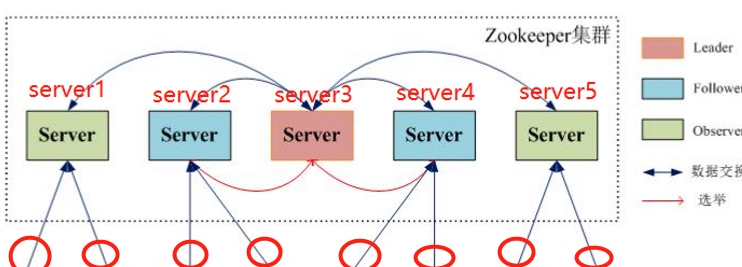 Zookeeper集群
server1
server2
server3
server4
server5
Server
Server
Server
Server
Server
Leader
Follower
Observer
数据交换
选举